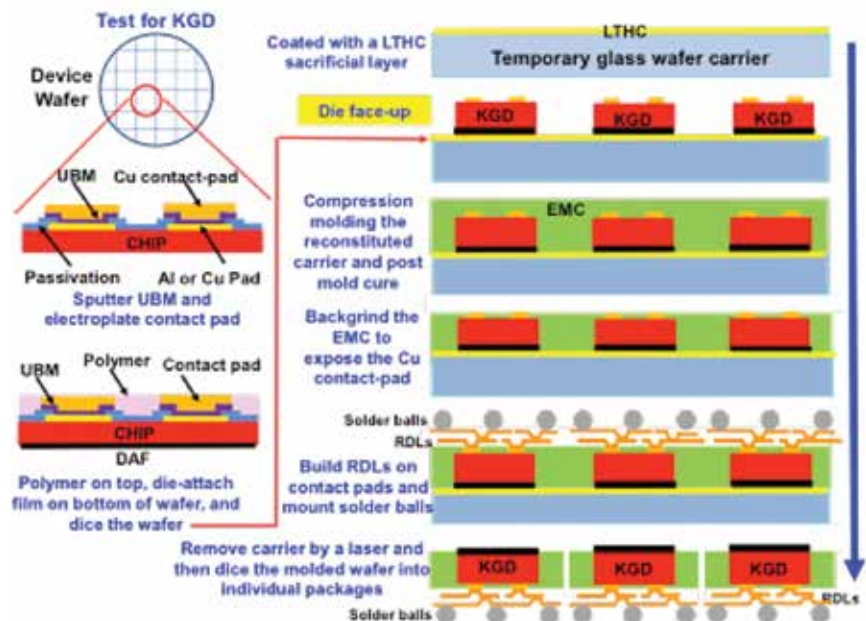 Test for KGD
Device
Wafer
UBM
Cu contact-pad
CHIP
Passivation
Al or Cu Pad
Sputter UBM and
electroplate contact pad
Polymer
UBM
Contact pad
CHIP
DAF
Polymer on top, die-attach
film on bottom of wafer, and
dice the wafer
Coated with a LTHC
sacrificial layer
LTHC
Temporary glass wafer carrier
Die face-up
KGD
KGD
KGD
Compression
molding the
reconstituted
carrier and post
mold cure
EMC
Backgrind the
EMC to
expose the Cu
contact-pad
Solder balls
RDLs
Build RDLs on
contact pads and
mount solder balls
Remove carrier by a laser and
then dice the molded wafer into
individual packages
KGD
KGD
KGD
RDLs
Solder balls